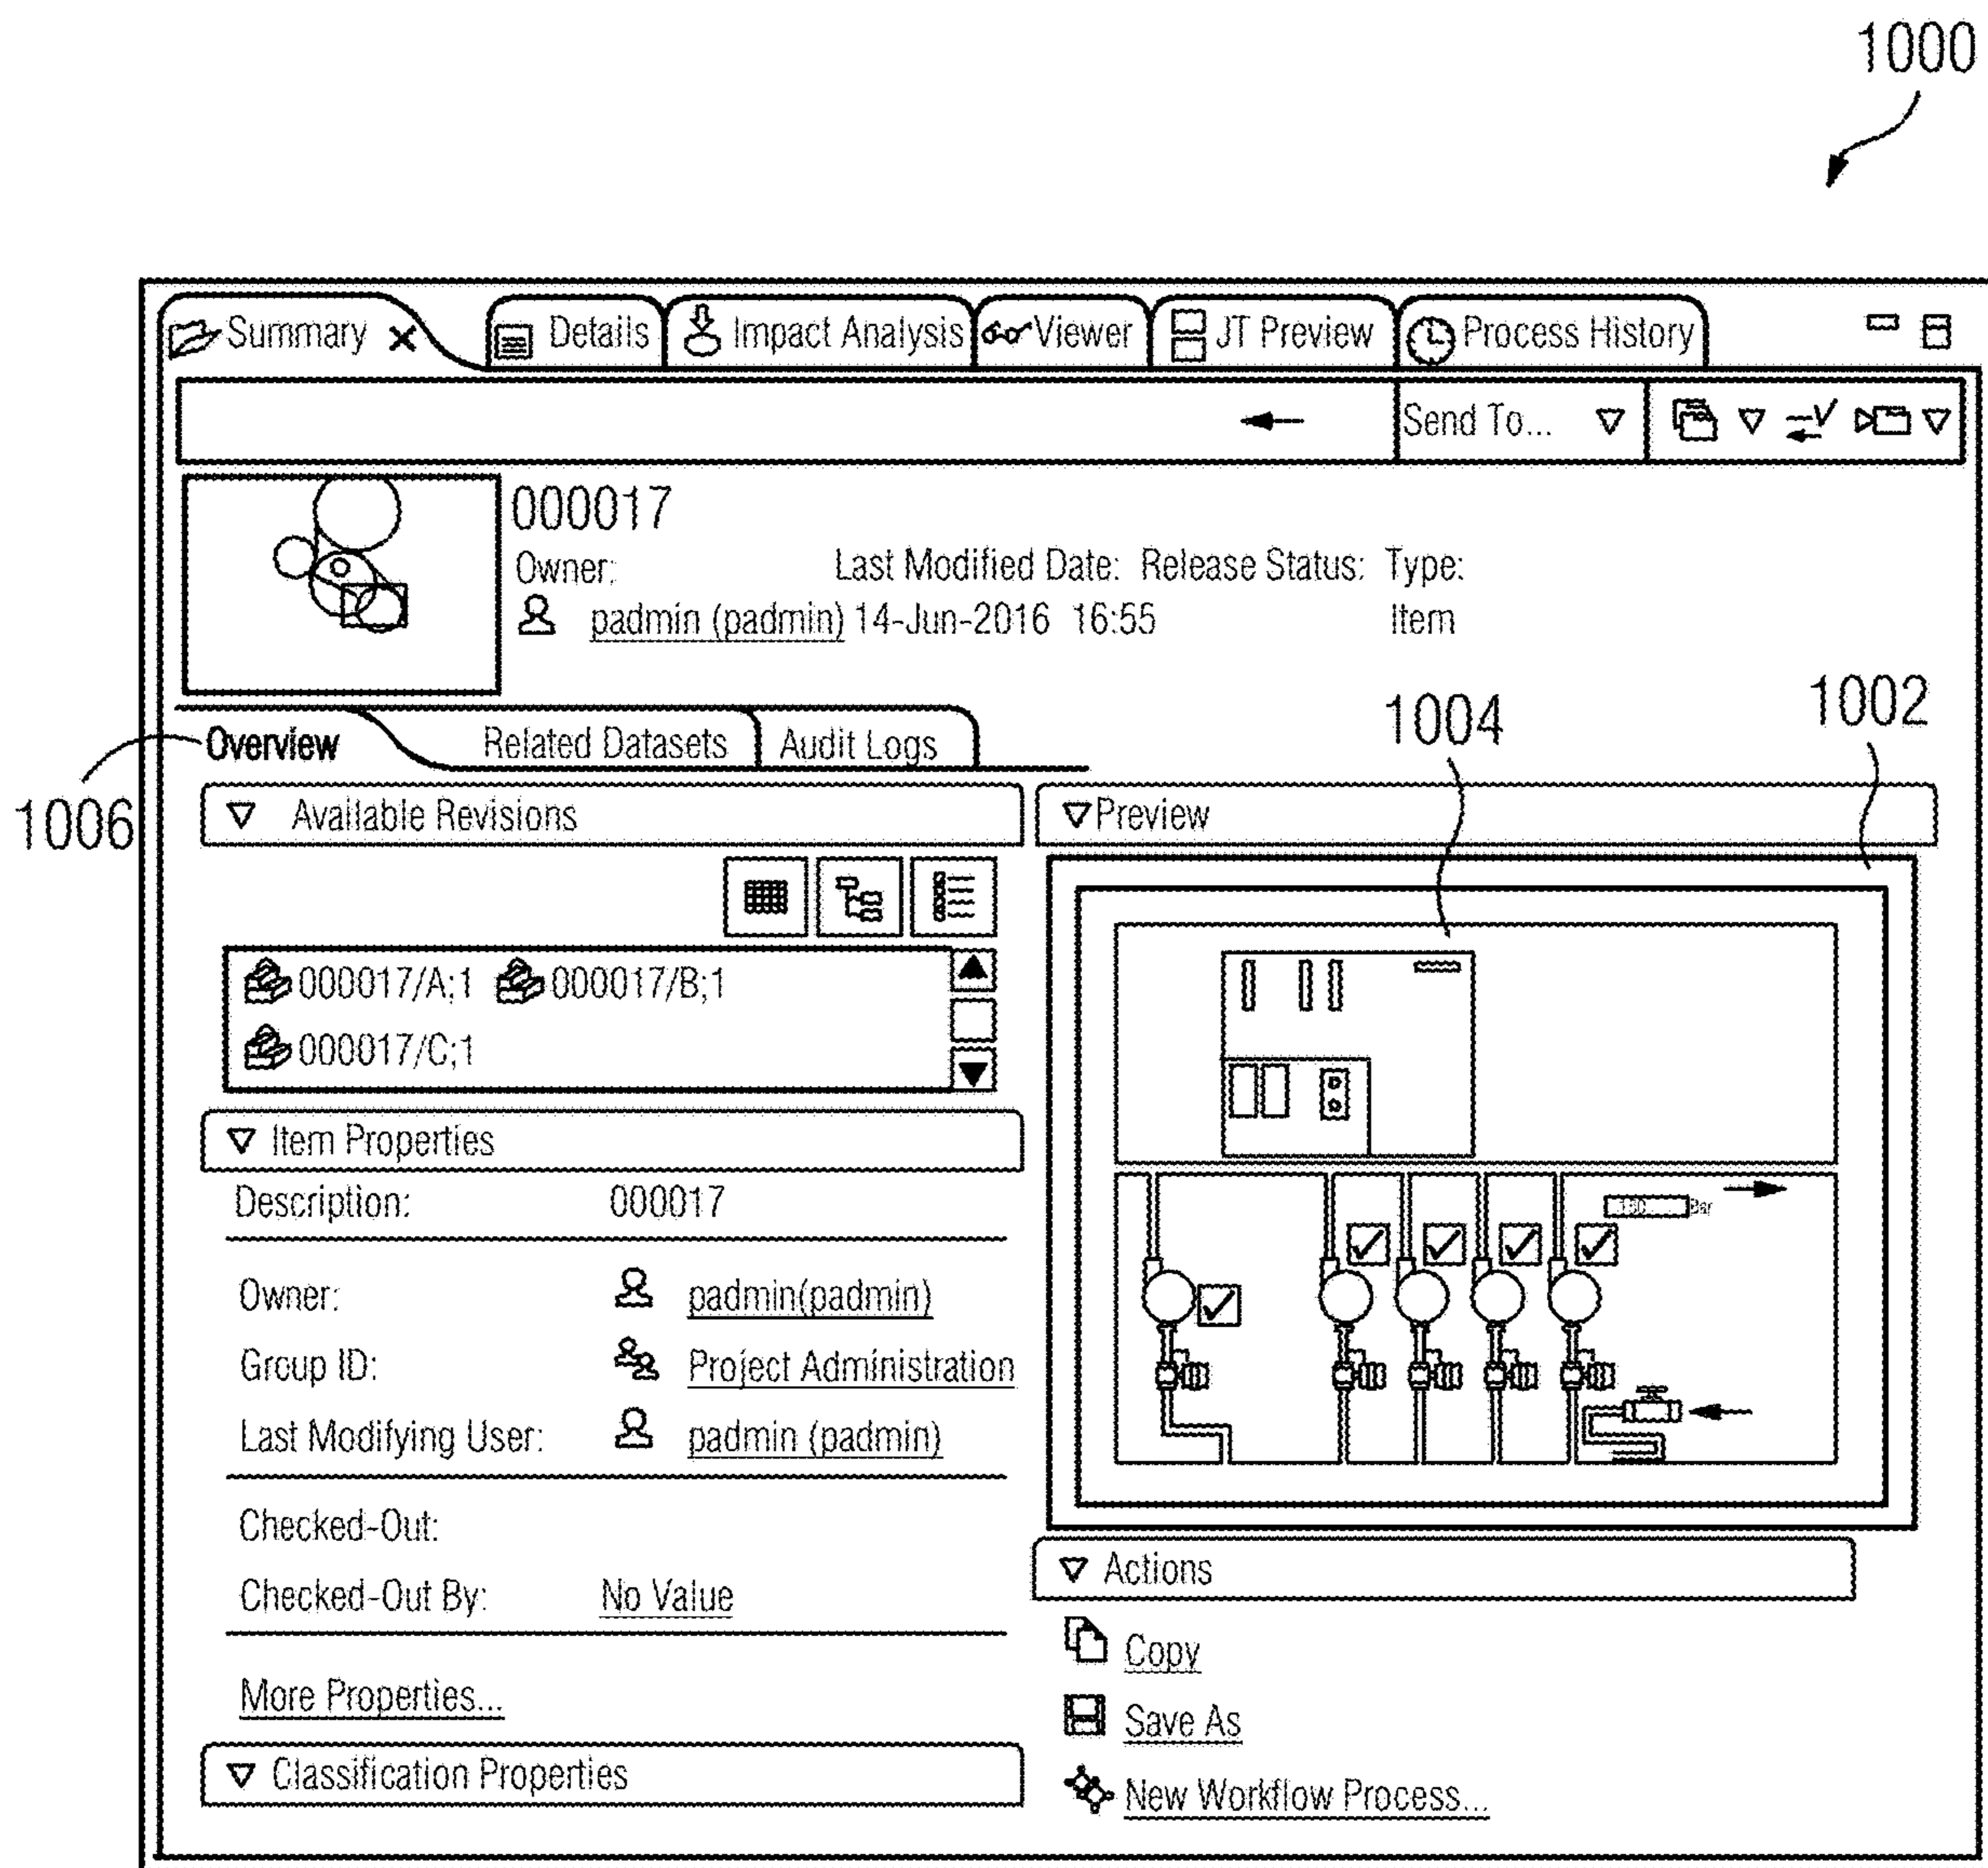 1000
Summary Details Impact Analysis Viewer JT Preview Process History
Send To...
000017
Owner: Last Modified Date: Release Status: Type:
padmin (padmin) 14-Jun-2016 16:55 Item
1004
1002
Overview Related Datasets Audit Logs
1006
Available Revisions
Preview
000017/A;1 000017/B;1
000017/C;1
Item Properties
Description: 000017
Owner: padmin(padmin)
Group ID: Project Administration
Last Modifying User: padmin (padmin)
Checked-Out:
Checked-Out By: No Value
More Properties...
Classification Properties
Bar
Actions
Copy
Save As
New Workflow Process...